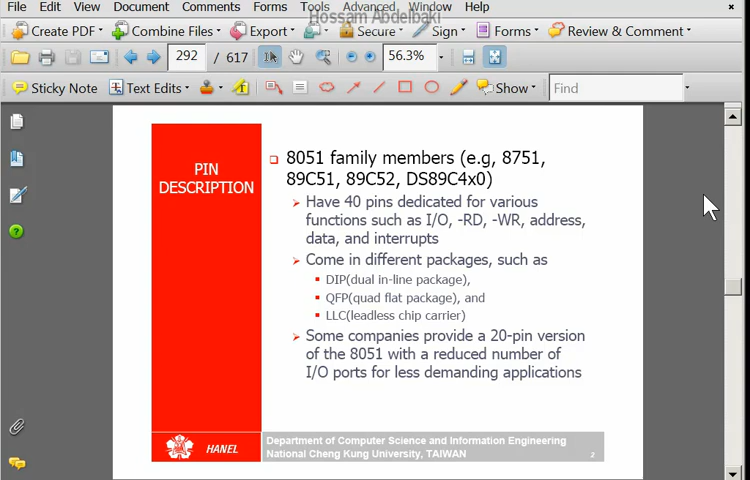 Hossam Abdelbaki
File Edit View Document Comments Forms Tools Advanced Window Help
Create PDF Combine Files Export Secure Sign Forms Review & Comment
292 / 617 56.3%
Sticky Note Text Edits Show Find
PIN
DESCRIPTION
8051 family members (e.g, 8751,
89C51, 89C52, DS89C4x0)
Have 40 pins dedicated for various
functions such as I/O, -RD, -WR, address,
data, and interrupts
Come in different packages, such as
DIP(dual in-line package),
QFP(quad flat package), and
LLC(leadless chip carrier)
Some companies provide a 20-pin version
of the 8051 with a reduced number of
I/O ports for less demanding applications
HANEL
Department of Computer Science and Information Engineering
National Cheng Kung University, TAIWAN
2